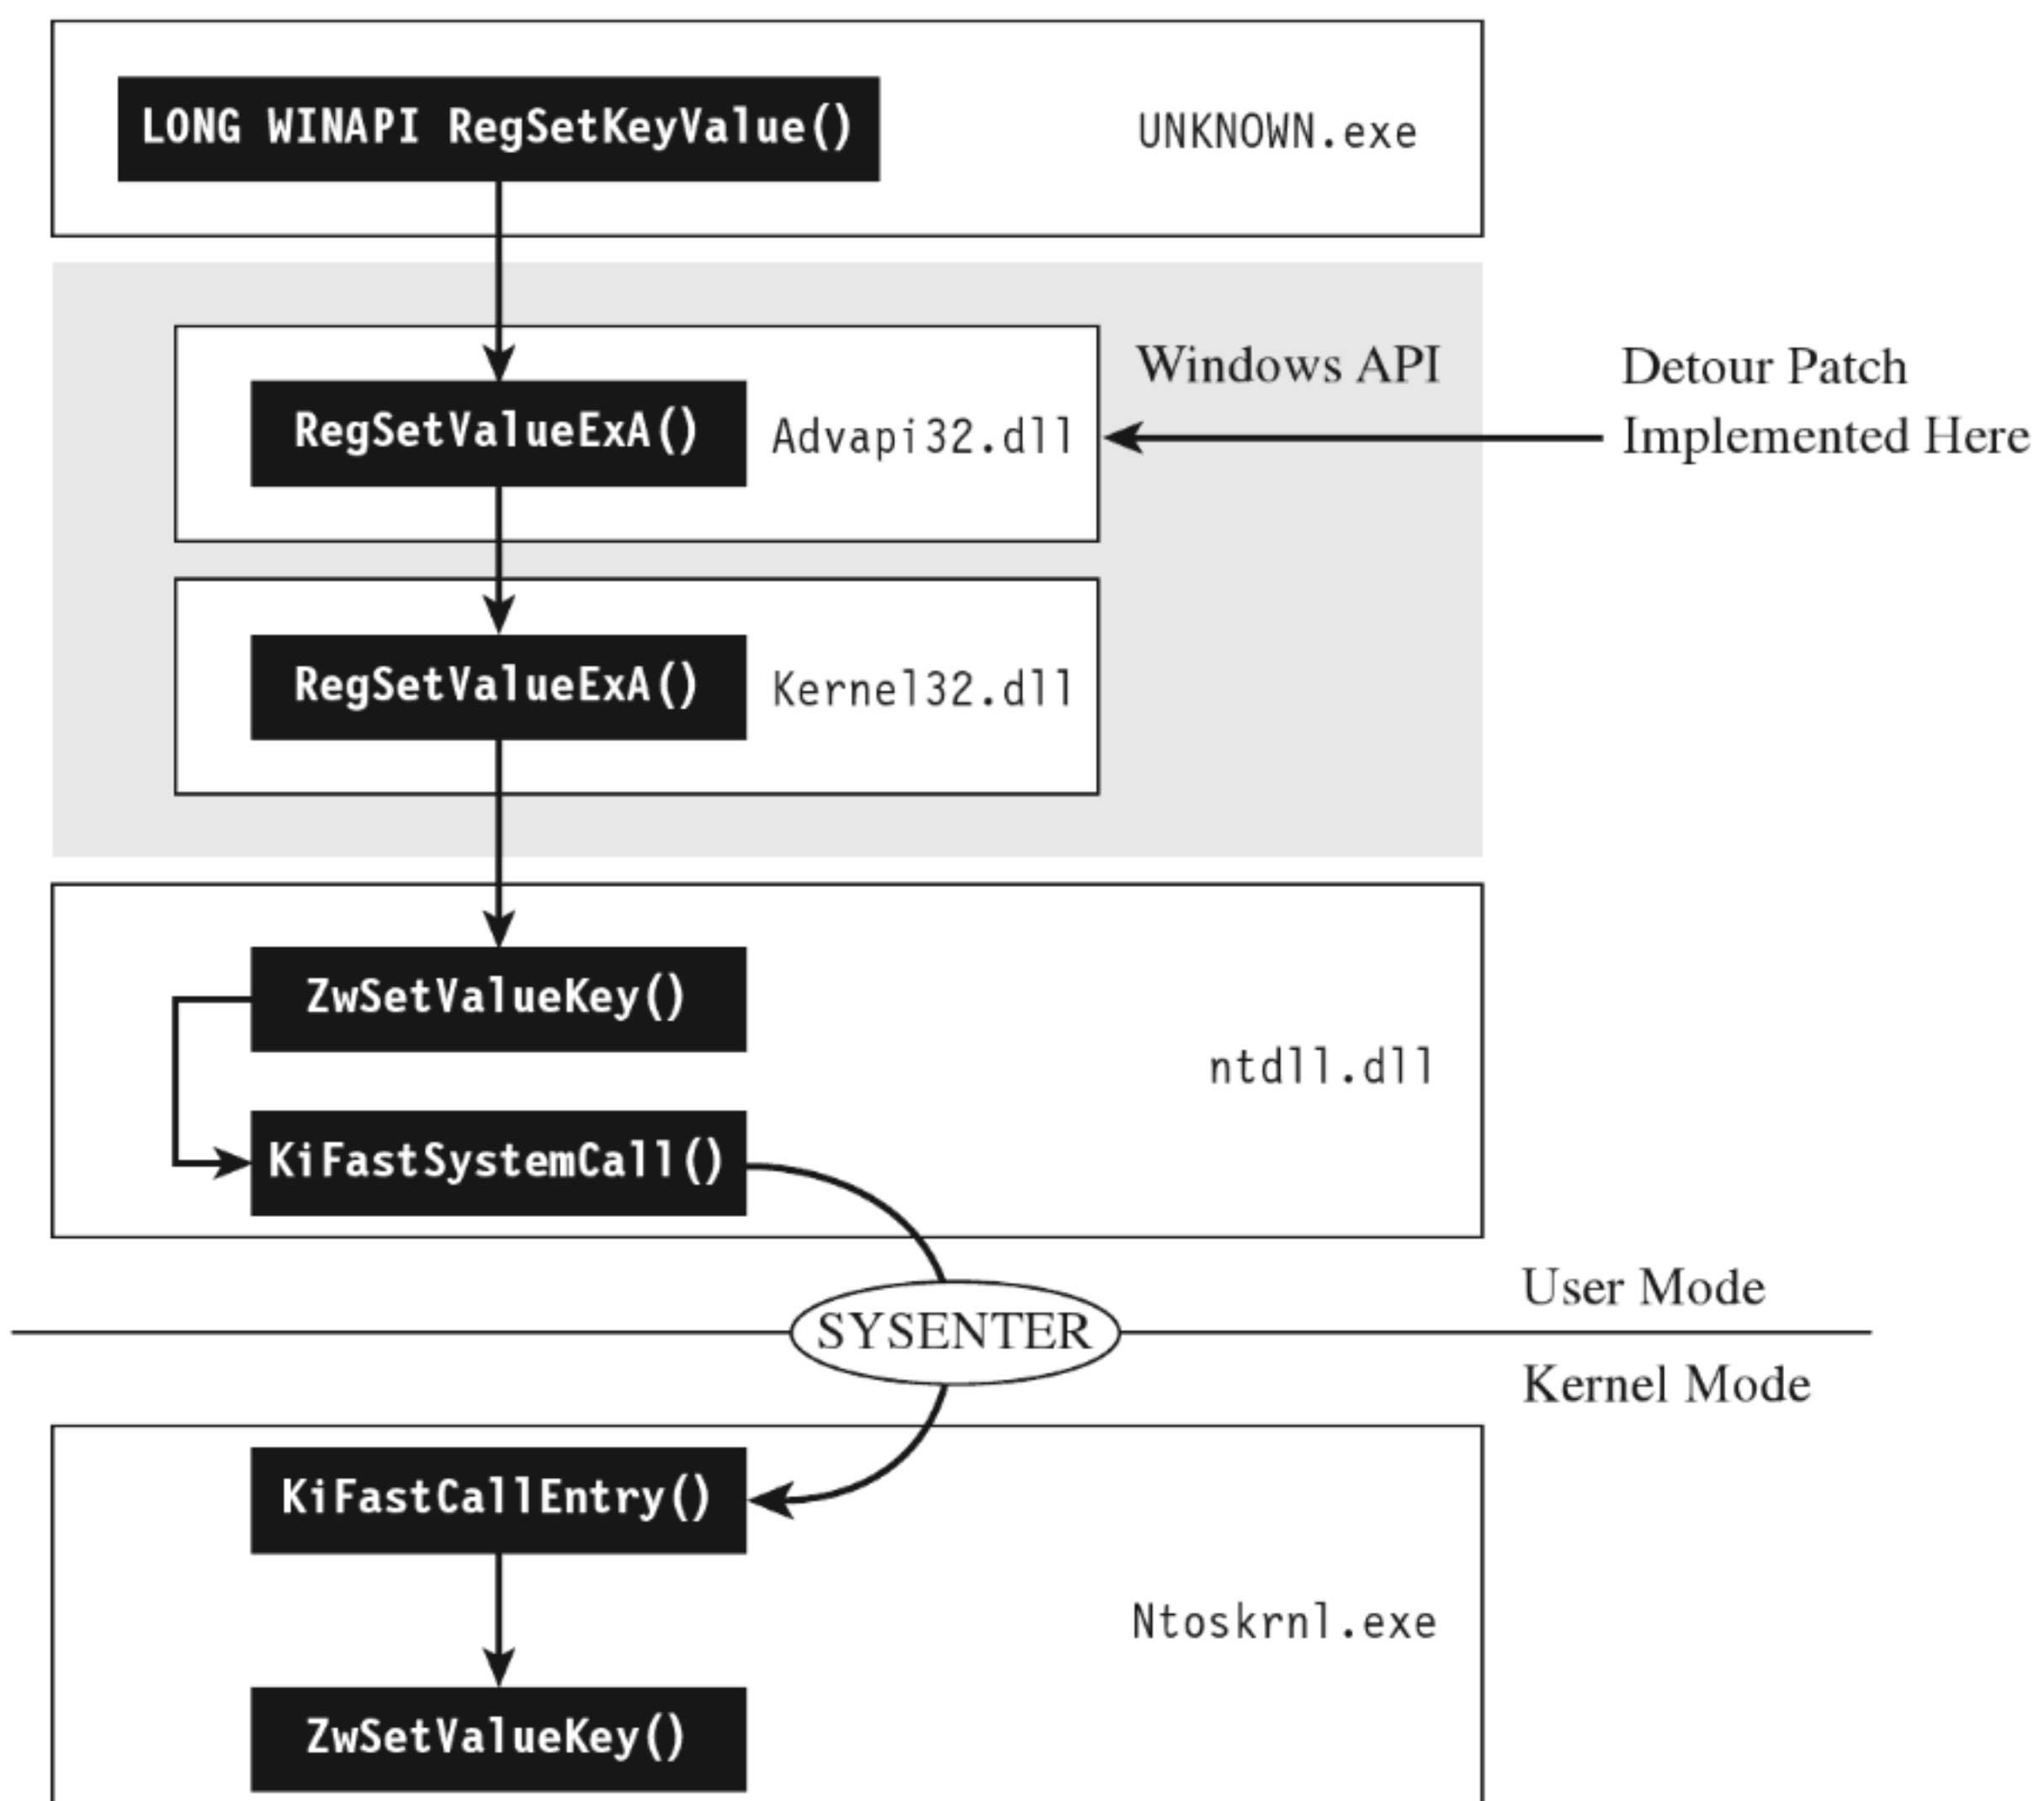 LONG WINAPI RegSetKeyValue()
UNKNOWN.exe
Windows API
Detour Patch
Implemented Here
RegSetValueExA()
Advapi32.dll
RegSetValueExA()
Kernel32.dll
ZwSetValueKey()
ntdll.dll
KiFastSystemCall()
User Mode
SYSENTER
Kernel Mode
KiFastCallEntry()
Ntoskrnl.exe
ZwSetValueKey()